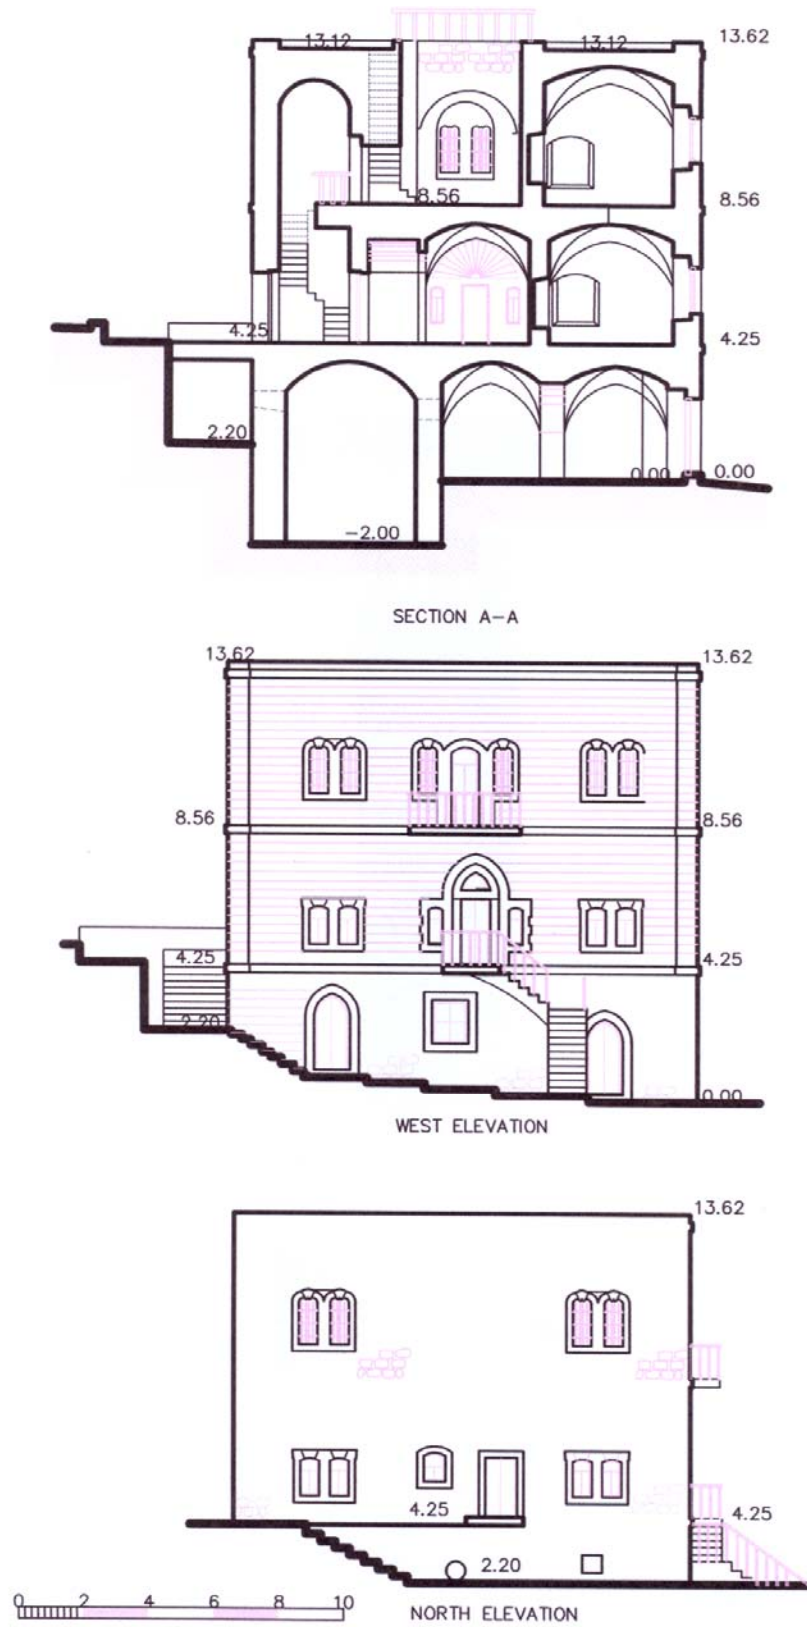 13.12 13.12 13.62
8.56 8.56
4.25 4.25
2.20 0.00 0.00
-2.00
SECTION A-A
13.62 13.62
8.56 8.56
4.25 4.25
2.20
0.00
WEST ELEVATION
13.62
4.25 4.25
2.20
0 2 4 6 8 10
NORTH ELEVATION